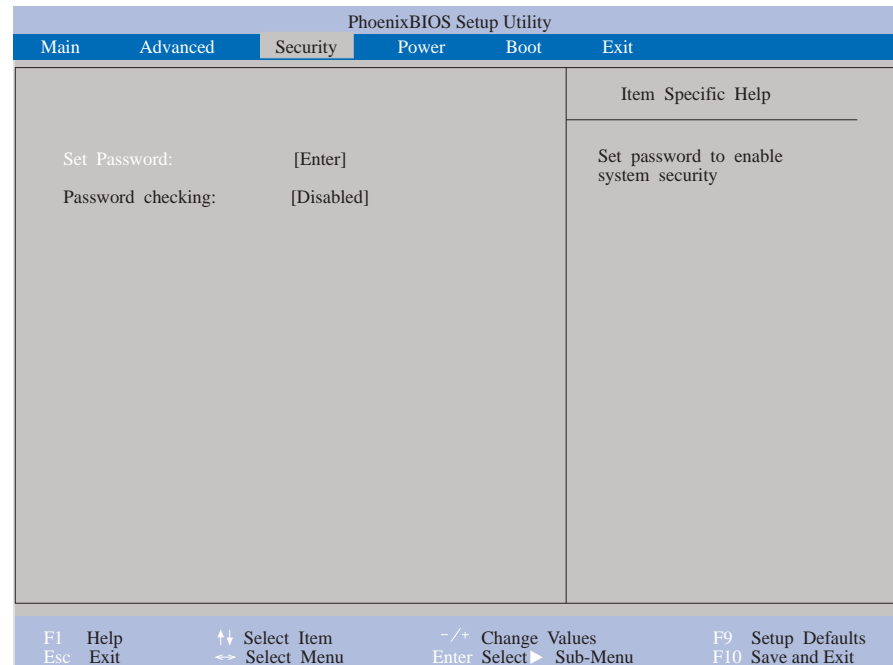 PhoenixBIOS Setup Utility
Main Advanced Security Power Boot Exit
Item Specific Help
Set Password: [Enter]
Password checking: [Disabled]
Set password to enable
system security
F1 Help ↑↓ Select Item -/+ Change Values F9 Setup Defaults
Esc Exit ↔ Select Menu Enter Select ▶ Sub-Menu F10 Save and Exit